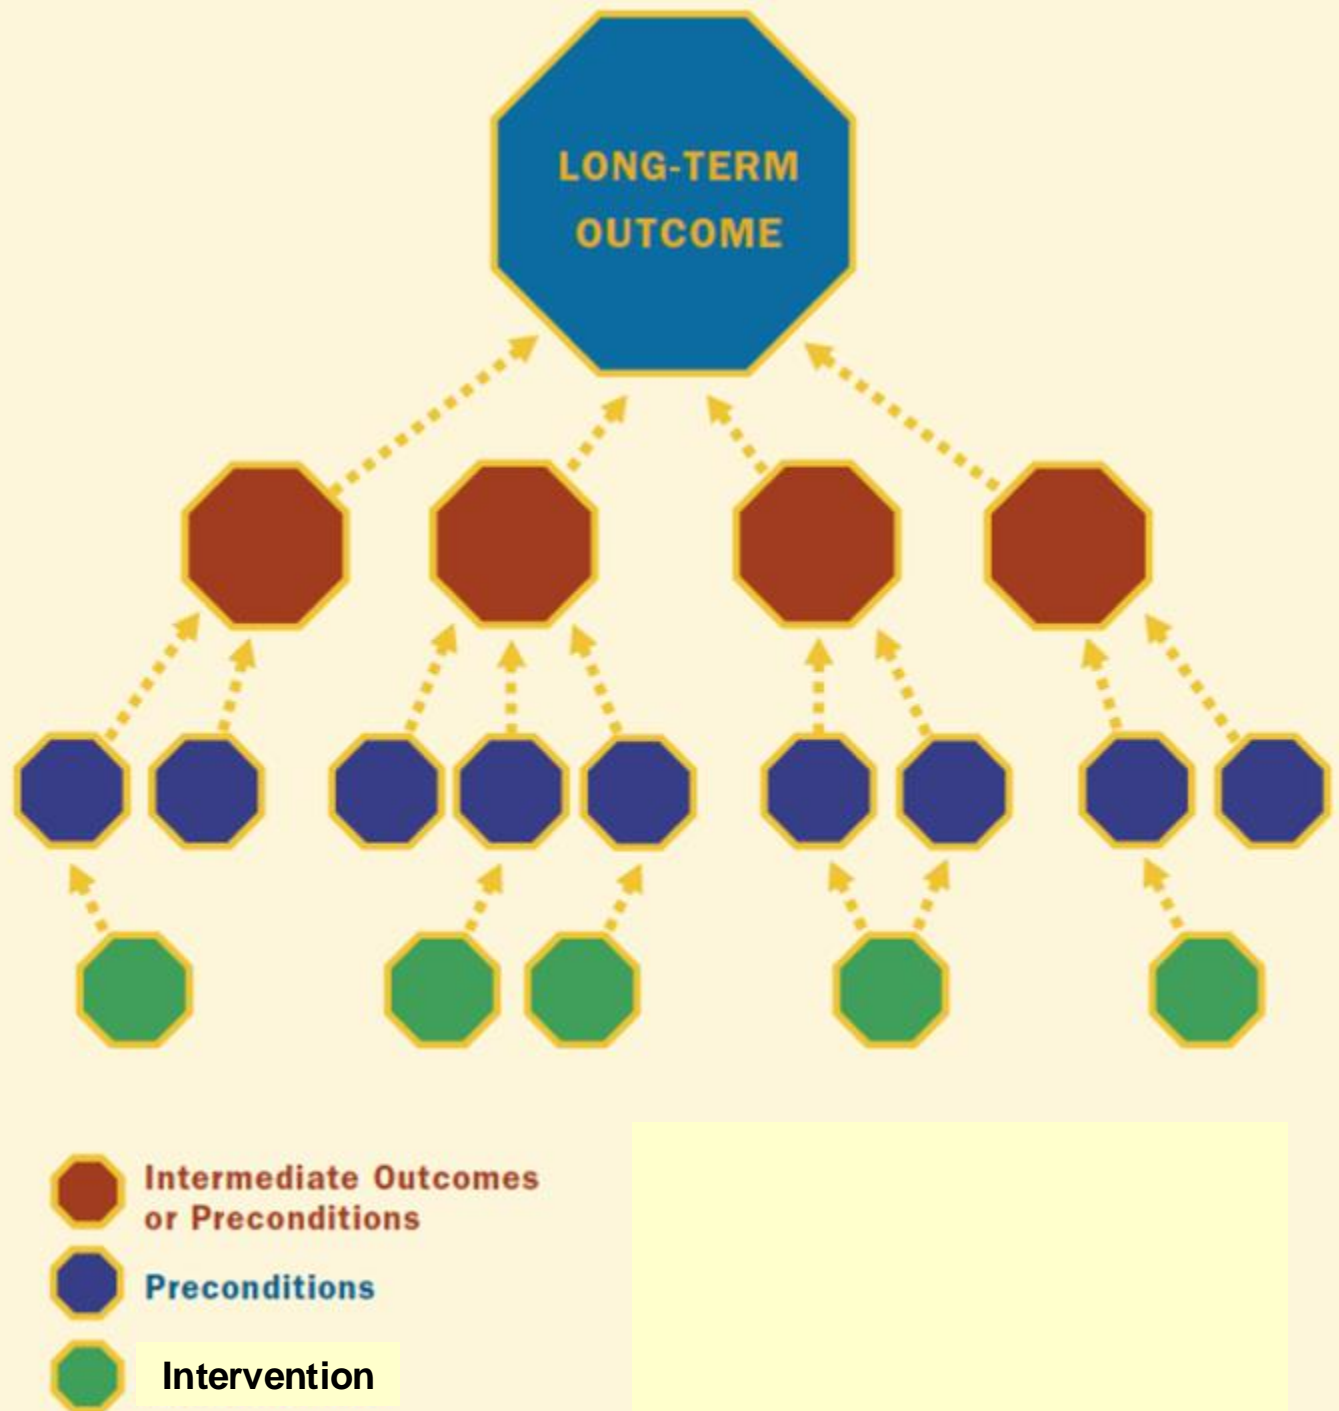 LONG-TERM
OUTCOME
Intermediate Outcomes
or Preconditions
Preconditions
Intervention